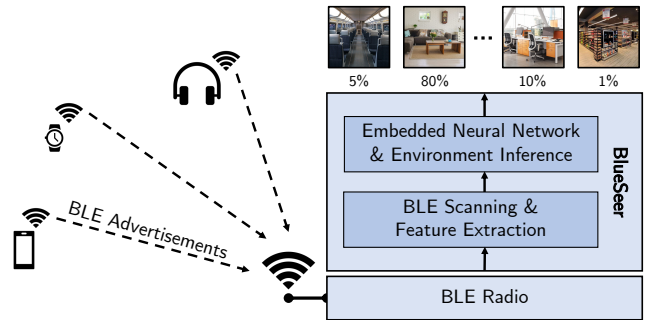 ...
5%
80%
10%
1%
Embedded Neural Network
& Environment Inference
BlueSeer
BLE Scanning &
Feature Extraction
BLE Advertisements
BLE Radio